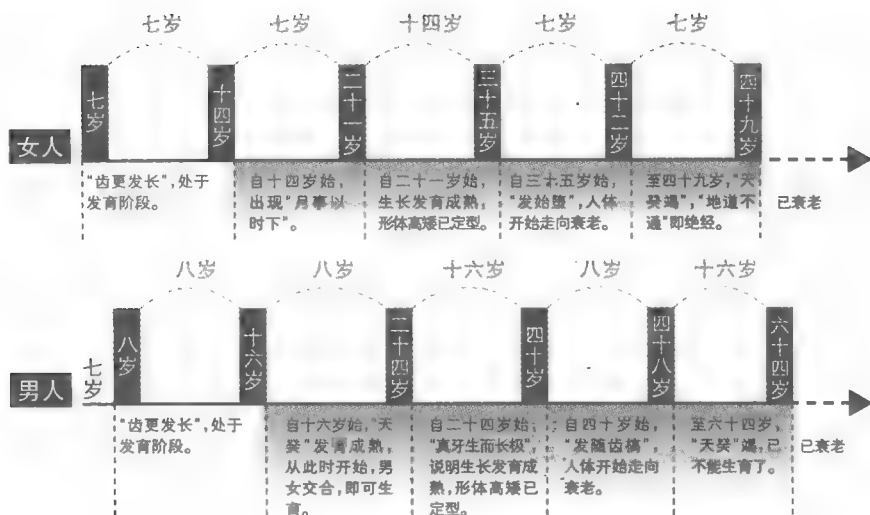 七岁 七岁 十四岁 七岁 七岁
七岁 十四岁 二十一岁 三十五岁 四十二岁 四十九岁
女人
“齿更发长”，处于
发育阶段。
自十四岁始，
出现“月事以
时下”。
自二十一岁始，
生长发育成熟，
形体高矮已定型。
自三十五岁始，
“发始堕”，人体
开始走向衰老。
至四十九岁，“天
癸竭”，“地道不
通”即绝经。
已衰老
八岁 八岁 十六岁 八岁 十六岁
七岁
八岁 十六岁 二十四岁 四十岁 四十八岁 六十四岁
男人
“齿更发长”，处于
发育阶段。
自十六岁始，“天
癸”发育成熟，
从此时开始，男
女交合，即可生
育。
自二十四岁始，
“真牙生而长极”，
说明生长发育成
熟，形体高矮已
定型。
自四十岁始，
“发随齿槁”，
人体开始走向
衰老。
至六十四岁，
“天癸”竭，已
不能生育了。
已衰老